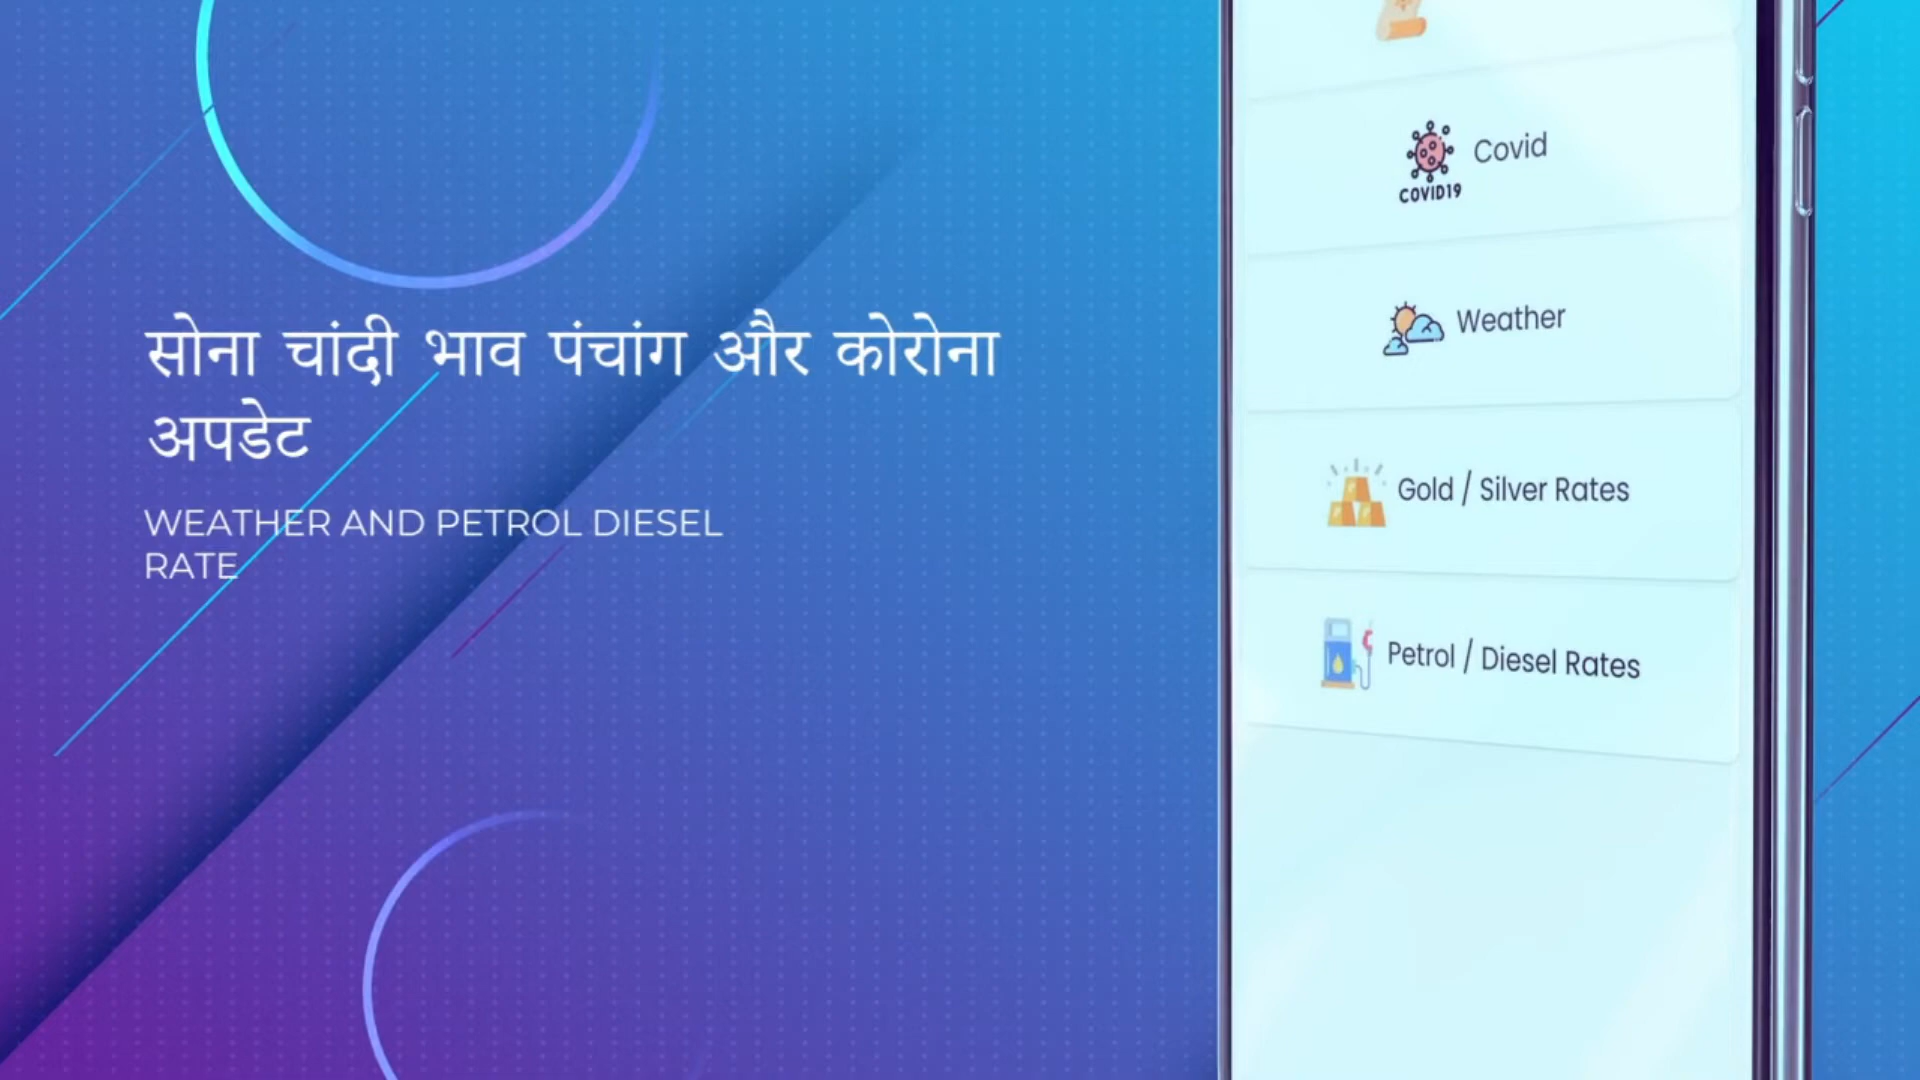 सोना चांदी भाव पंचांग और कोरोना
अपडेट
WEATHER AND PETROL DIESEL
RATE
Covid
COVID19
Weather
Gold / Silver Rates
Petrol / Diesel Rates